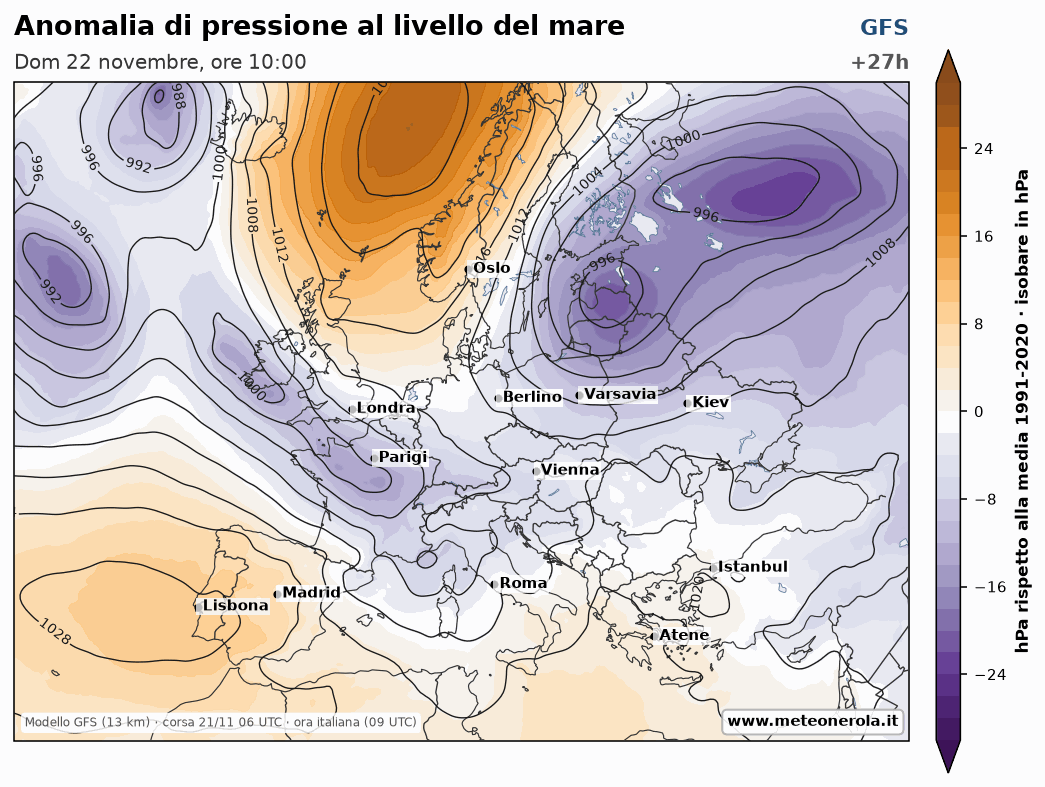 Anomalia di pressione al livello del mare
GFS
Dom 22 novembre, ore 10:00
+27h
988
996
992
1000
1000
1004
996
996
996
1008
1012
1012
16
Oslo
996
1008
992
24
16
8
0
−8
−16
−24
hPa rispetto alla media 1991-2020 · isobare in hPa
1000
Londra
Berlino
Varsavia
Kiev
Parigi
Vienna
Istanbul
Roma
Madrid
Lisbona
1020
1028
Atene
Modello GFS (13 km) · corsa 21/11 06 UTC · ora italiana (09 UTC)
www.meteonerola.it